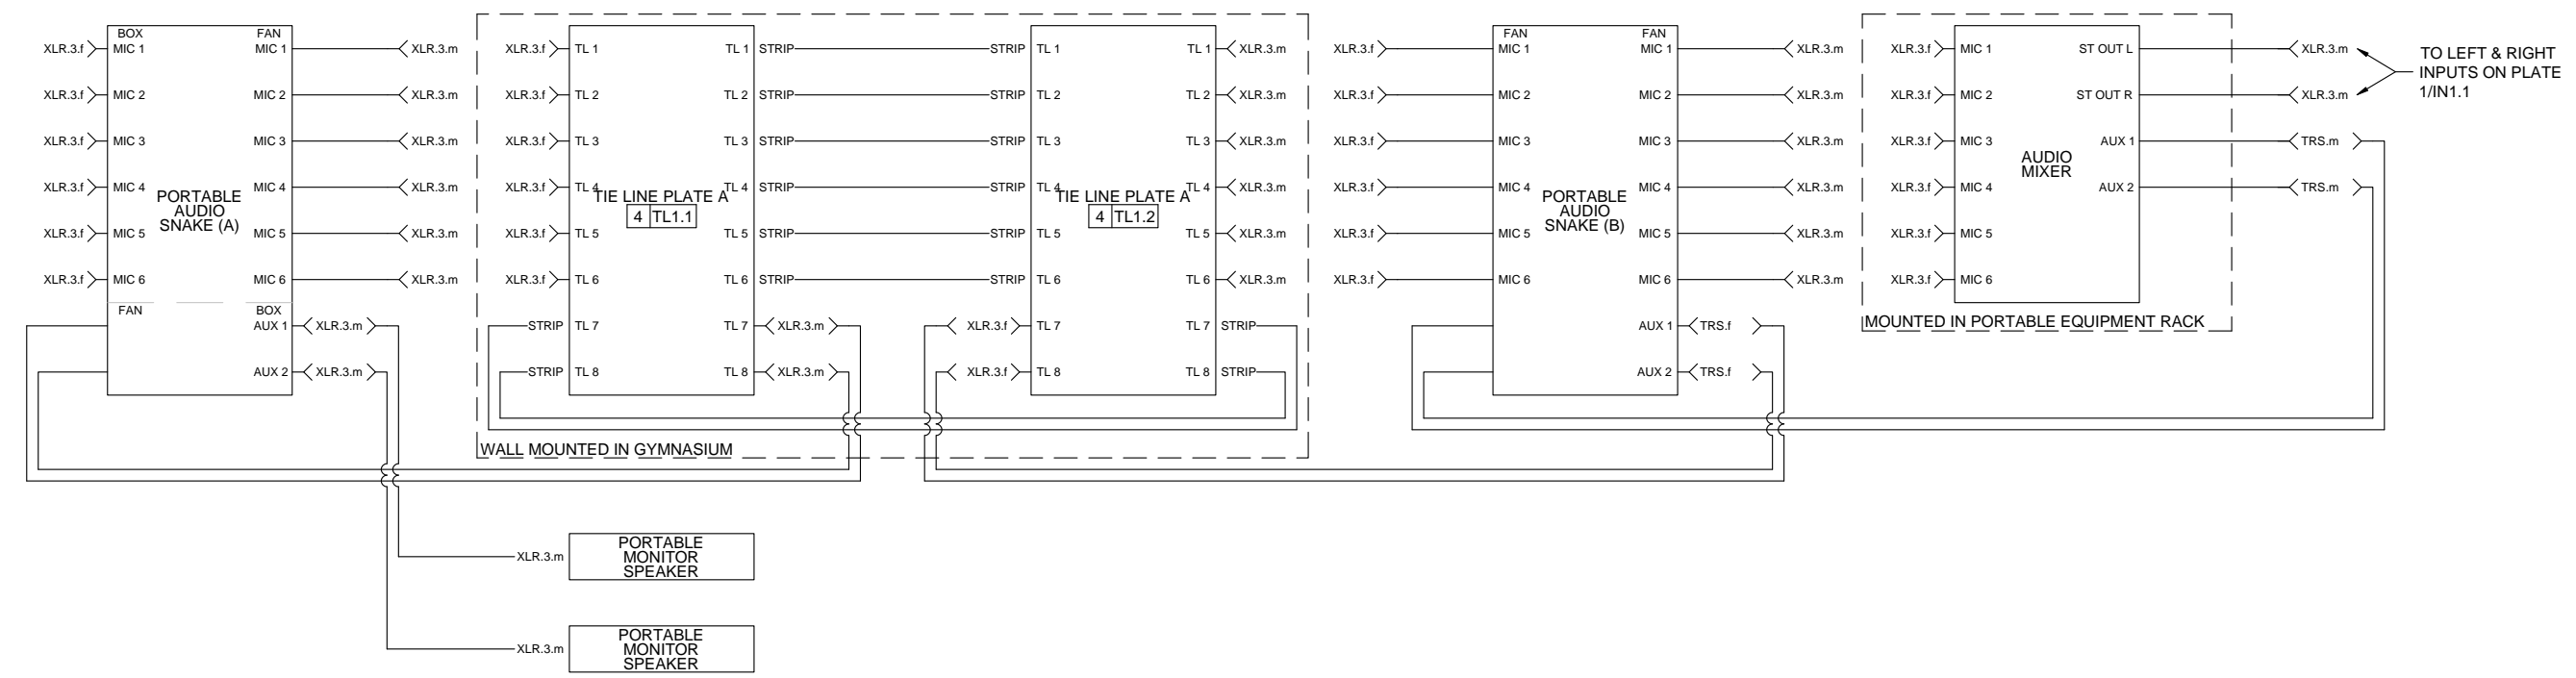 BOX FAN
XLR.3.f MIC 1 MIC 1 XLR.3.m
XLR.3.f MIC 2 MIC 2 XLR.3.m
XLR.3.f MIC 3 MIC 3 XLR.3.m
XLR.3.f MIC 4 MIC 4 XLR.3.m
PORTABLE
AUDIO
SNAKE (A)
XLR.3.f MIC 5 MIC 5 XLR.3.m
XLR.3.f MIC 6 MIC 6 XLR.3.m
FAN BOX
AUX 1 XLR.3.m
AUX 2 XLR.3.m
XLR.3.f TL 1 TL 1 STRIP
XLR.3.f TL 2 TL 2 STRIP
XLR.3.f TL 3 TL 3 STRIP
XLR.3.f TL 4 TL 4 STRIP
TIE LINE PLATE A
4 TL1.1
XLR.3.f TL 5 TL 5 STRIP
XLR.3.f TL 6 TL 6 STRIP
STRIP TL 7 TL 7 XLR.3.m
STRIP TL 8 TL 8 XLR.3.m
STRIP TL 1 TL 1 XLR.3.m
STRIP TL 2 TL 2 XLR.3.m
STRIP TL 3 TL 3 XLR.3.m
STRIP TL 4 TL 4 XLR.3.m
TIE LINE PLATE A
4 TL1.2
STRIP TL 5 TL 5 XLR.3.m
STRIP TL 6 TL 6 XLR.3.m
XLR.3.f TL 7 TL 7 STRIP
XLR.3.f TL 8 TL 8 STRIP
WALL MOUNTED IN GYMNASIUM
FAN FAN
XLR.3.f MIC 1 MIC 1 XLR.3.m
XLR.3.f MIC 2 MIC 2 XLR.3.m
XLR.3.f MIC 3 MIC 3 XLR.3.m
XLR.3.f MIC 4 MIC 4 XLR.3.m
PORTABLE
AUDIO
SNAKE (B)
XLR.3.f MIC 5 MIC 5 XLR.3.m
XLR.3.f MIC 6 MIC 6 XLR.3.m
AUX 1 TRS.f
AUX 2 TRS.f
XLR.3.f MIC 1 ST OUT L XLR.3.m
XLR.3.f MIC 2 ST OUT R XLR.3.m
XLR.3.f MIC 3 AUX 1 TRS.m
AUDIO
MIXER
XLR.3.f MIC 4 AUX 2 TRS.m
XLR.3.f MIC 5
XLR.3.f MIC 6
MOUNTED IN PORTABLE EQUIPMENT RACK
TO LEFT & RIGHT
INPUTS ON PLATE
1/IN1.1
XLR.3.m PORTABLE
MONITOR
SPEAKER
XLR.3.m PORTABLE
MONITOR
SPEAKER